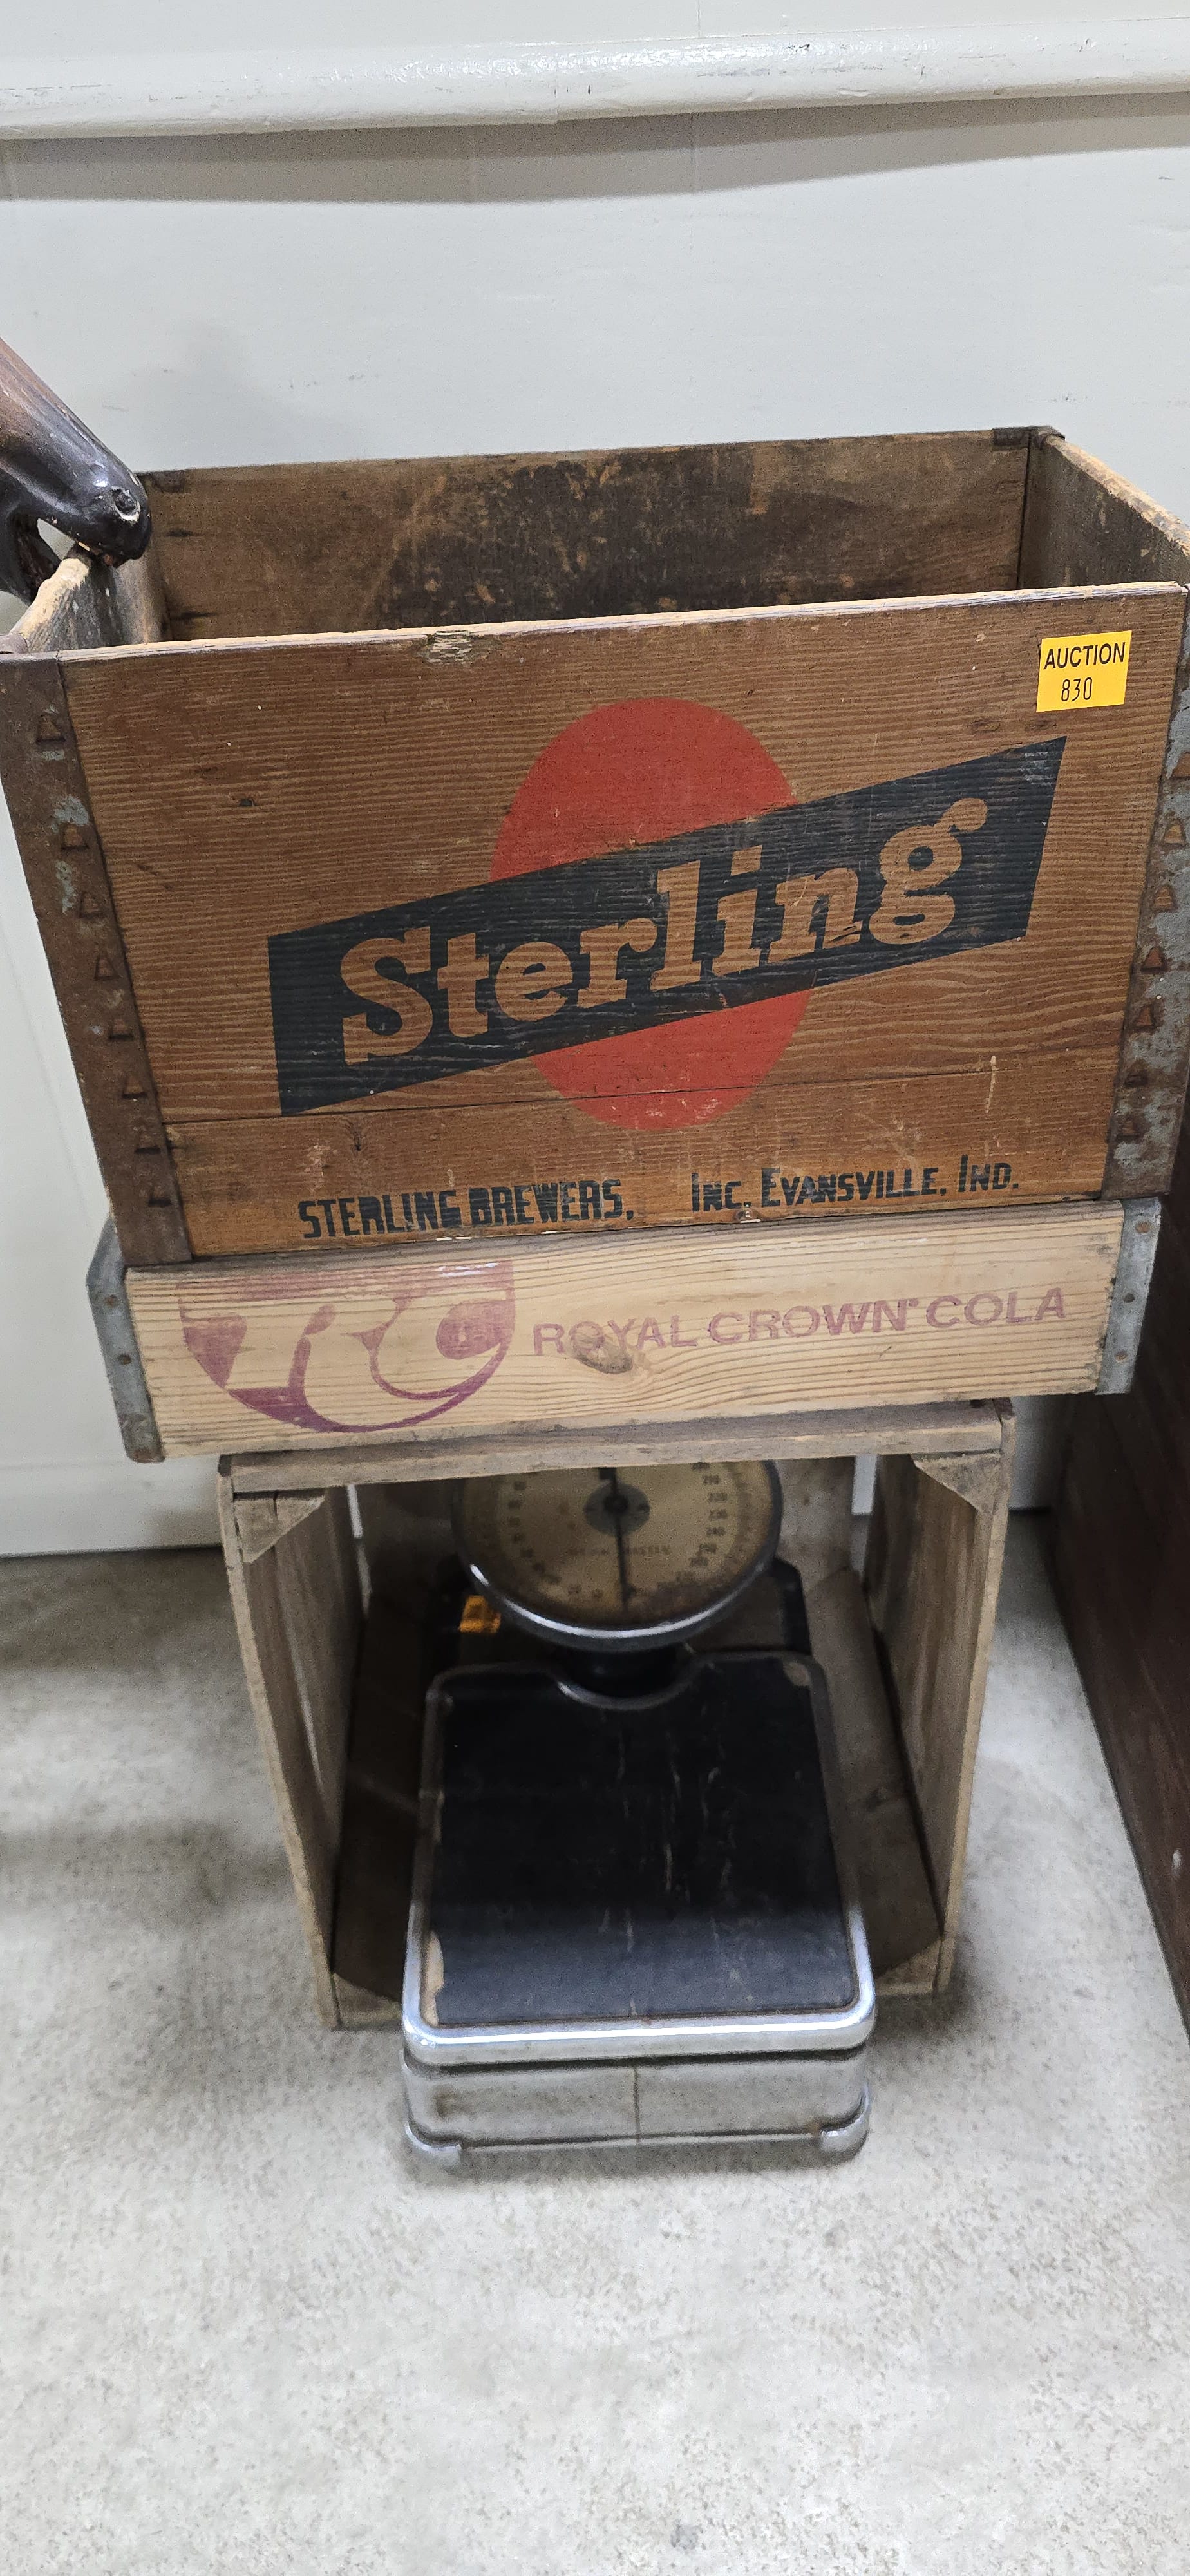 AUCTION
830
Sterling
STERLING BREWERS, INC. EVANSVILLE, IND.
RC ROYAL CROWN COLA